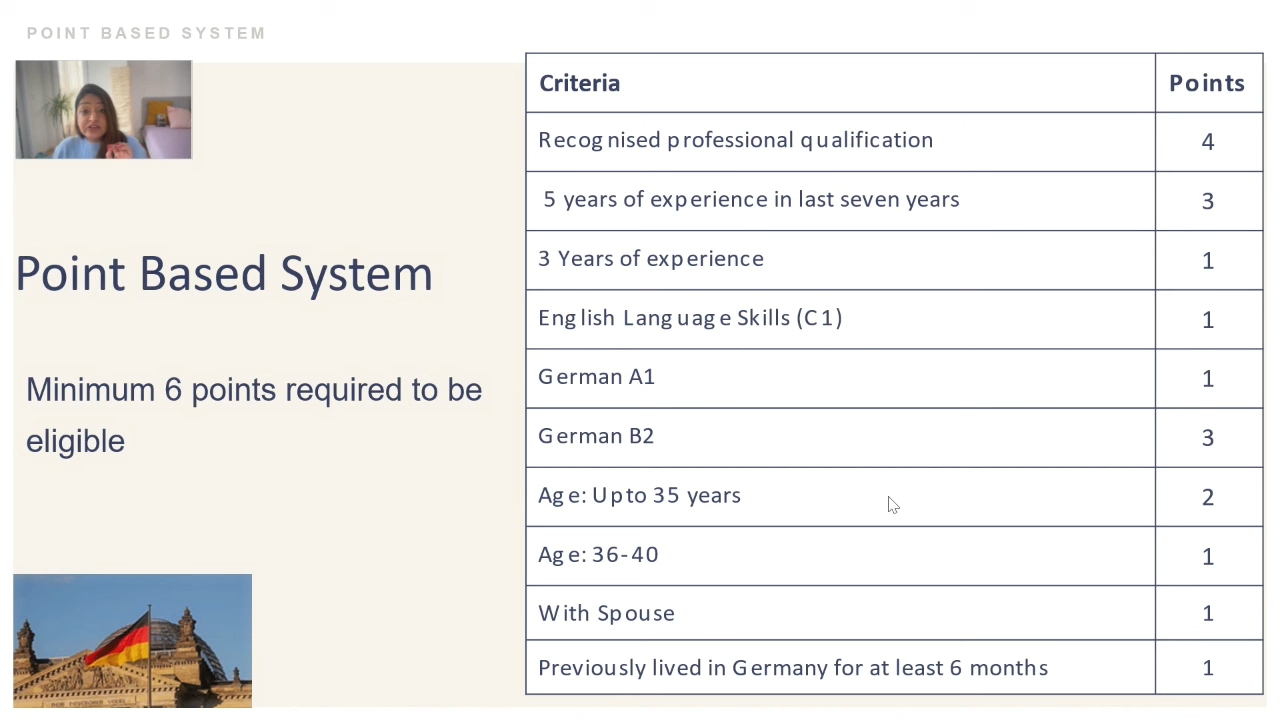 POINT BASED SYSTEM
Point Based System
Minimum 6 points required to be
eligible
Criteria Points
Recognised professional qualification 4
5 years of experience in last seven years 3
3 Years of experience 1
English Language Skills (C1) 1
German A1 1
German B2 3
Age: Upto 35 years 2
Age: 36-40 1
With Spouse 1
Previously lived in Germany for at least 6 months 1